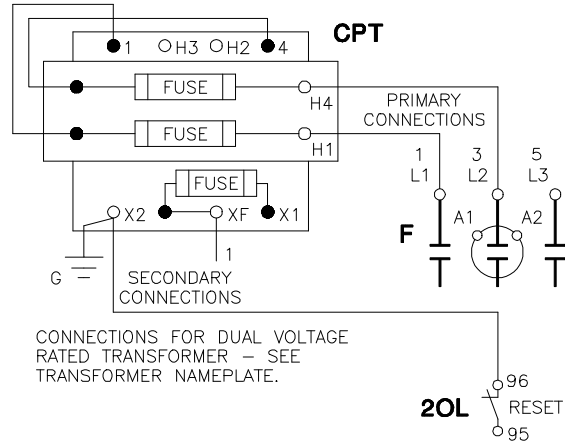 CPT
1 H3 H2 4
FUSE
H4
FUSE
H1
PRIMARY
CONNECTIONS
1 3 5
L1 L2 L3
FUSE
X2 XF X1
F
A1 A2
G
1
SECONDARY
CONNECTIONS
CONNECTIONS FOR DUAL VOLTAGE
RATED TRANSFORMER – SEE
TRANSFORMER NAMEPLATE.
96
2OL RESET
95